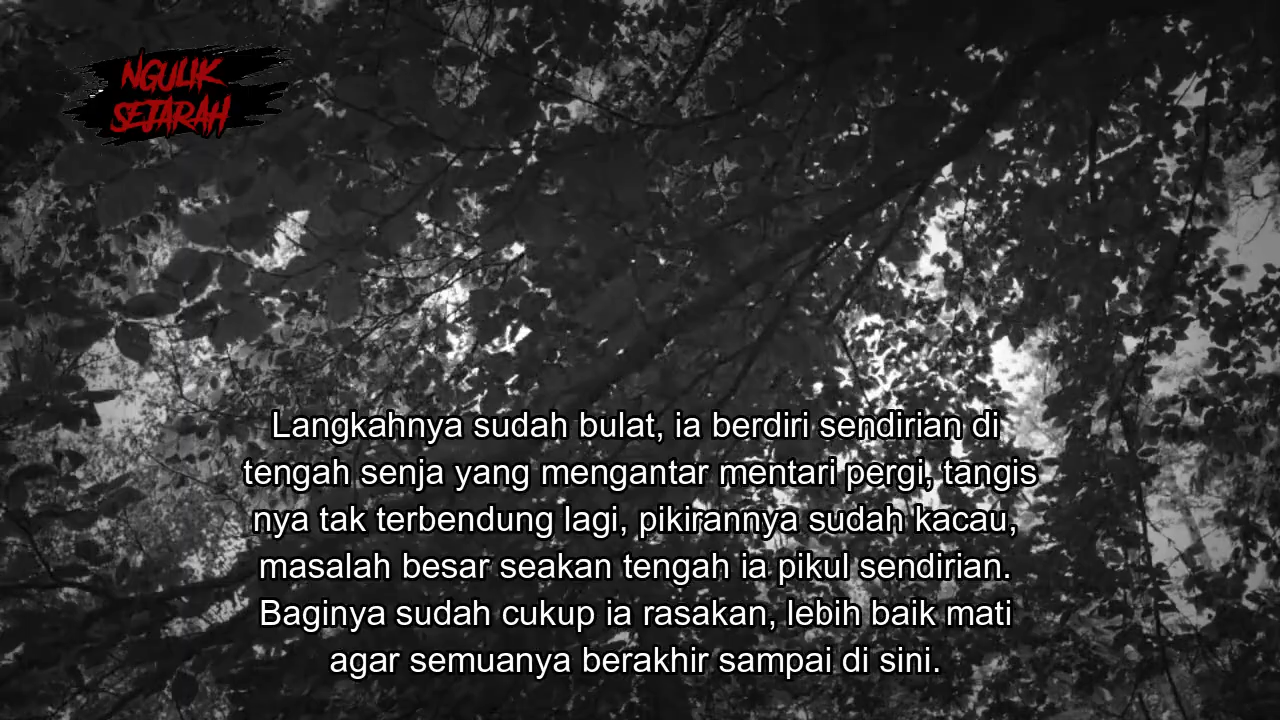 NGULIK
SEJARAH
Langkahnya sudah bulat, ia berdiri sendirian di
tengah senja yang mengantar mentari pergi, tangis
nya tak terbendung lagi, pikirannya sudah kacau,
masalah besar seakan tengah ia pikul sendirian.
Baginya sudah cukup ia rasakan, lebih baik mati
agar semuanya berakhir sampai di sini.